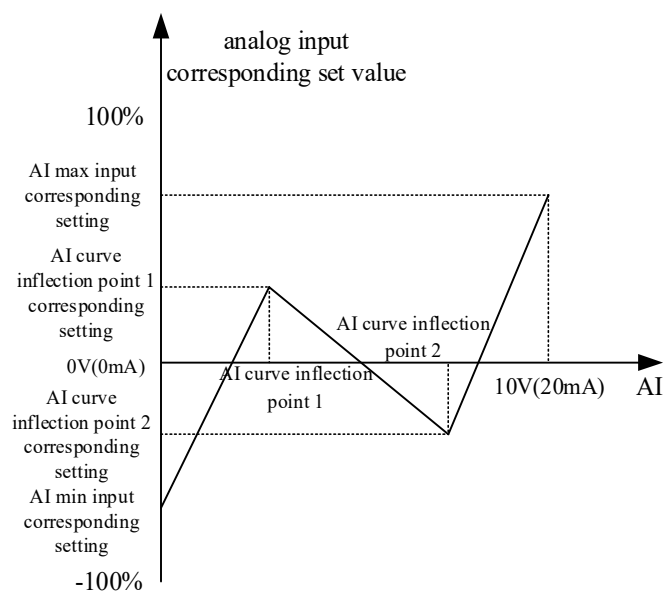 analog input
corresponding set value
100%
AI max input
corresponding
setting
AI curve
inflection point 1
corresponding
setting
AI curve inflection
point 2
0V(0mA)
AI curve inflection
point 1
10V(20mA)
AI
AI curve
inflection point 2
corresponding
setting
AI min input
corresponding
setting
-100%